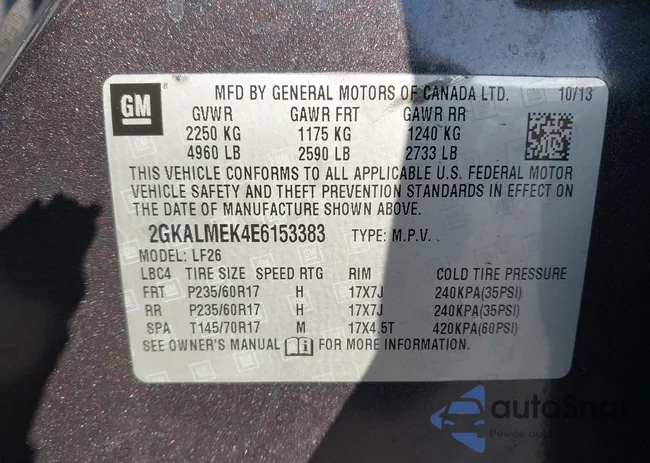 GM
MFD BY GENERAL MOTORS OF CANADA LTD. 10/13
GVWR GAWR FRT GAWR RR
2250 KG 1175 KG 1240 KG
4960 LB 2590 LB 2733 LB
THIS VEHICLE CONFORMS TO ALL APPLICABLE U.S. FEDERAL MOTOR
VEHICLE SAFETY AND THEFT PREVENTION STANDARDS IN EFFECT ON
THE DATE OF MANUFACTURE SHOWN ABOVE.
2GKALMEK4E6153383 TYPE: M.P.V.
MODEL: LF26
LBC4 TIRE SIZE SPEED RTG RIM COLD TIRE PRESSURE
FRT P235/60R17 H 17X7J 240KPA(35PSI)
RR P235/60R17 H 17X7J 240KPA(35PSI)
SPA T145/70R17 M 17X4.5T 420KPA(60PSI)
SEE OWNER'S MANUAL FOR MORE INFORMATION.
autoSnap
Pewne auto